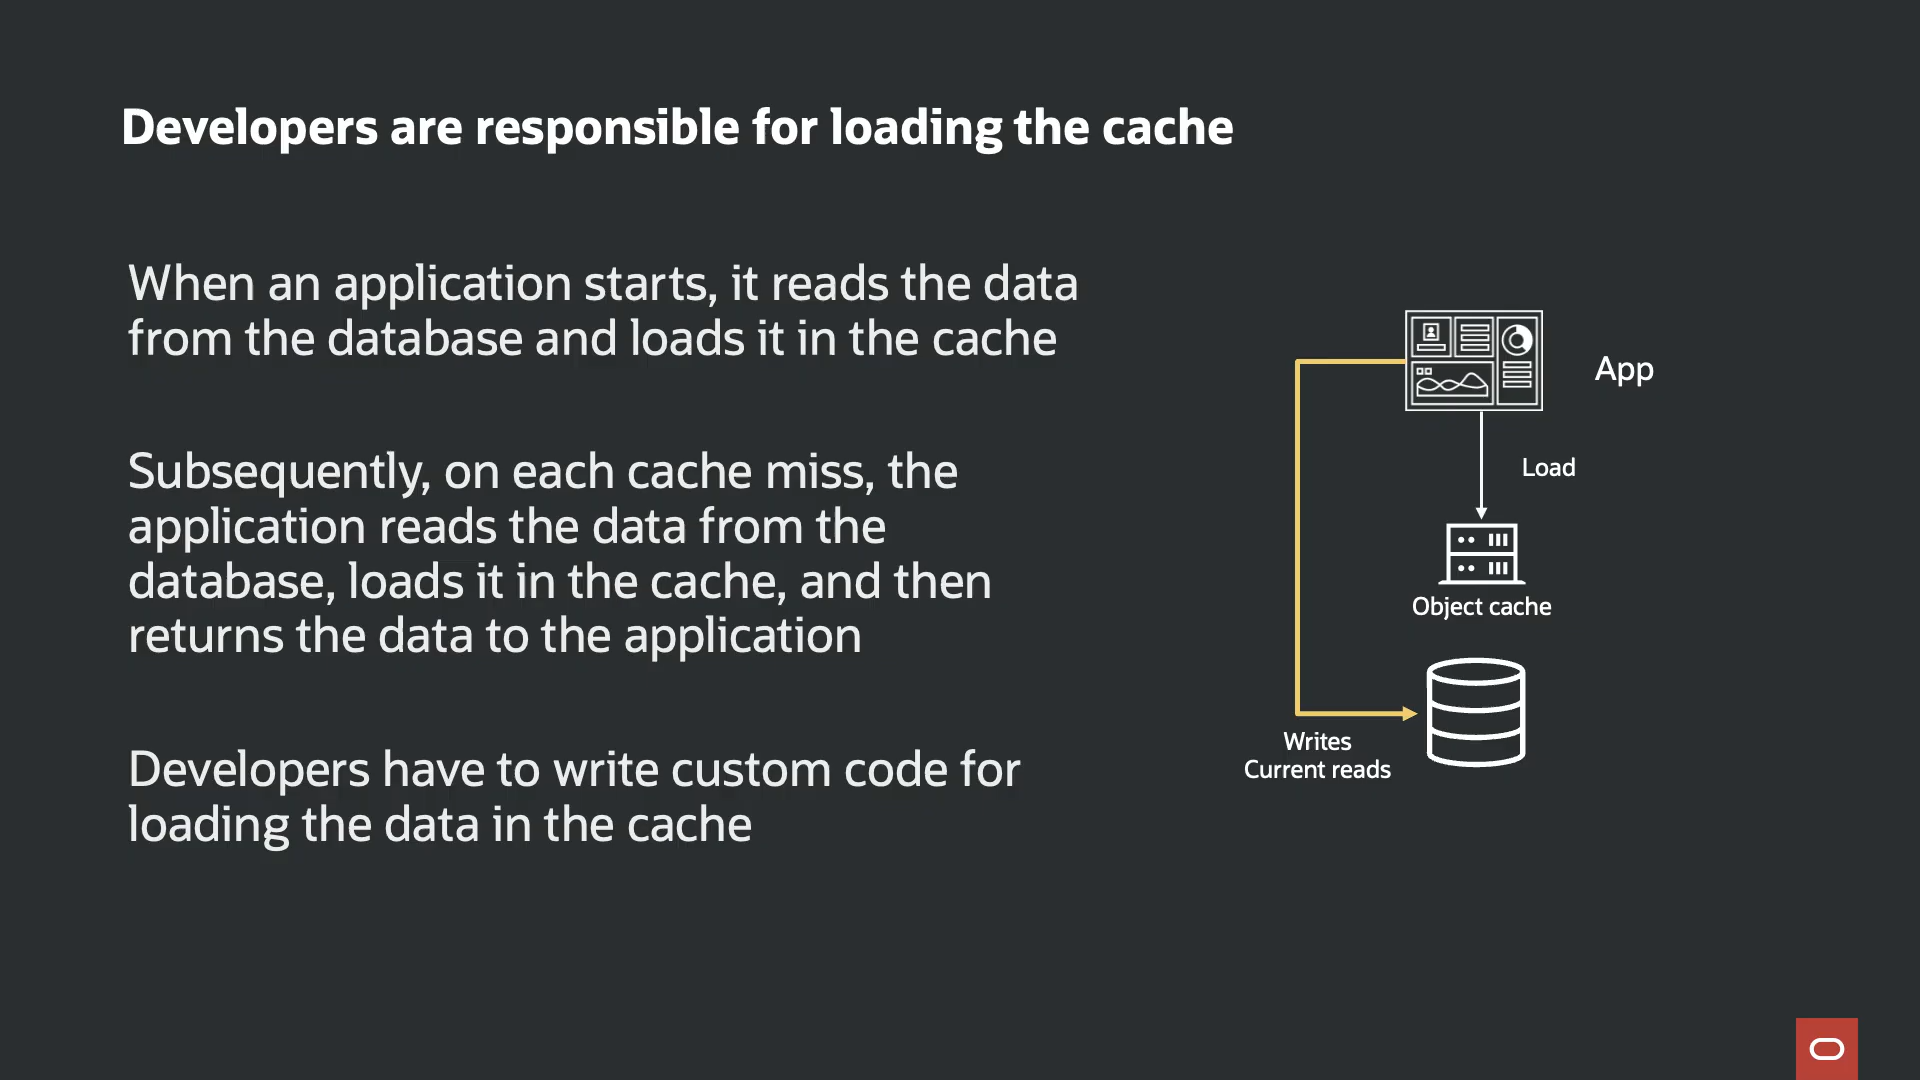 Developers are responsible for loading the cache
When an application starts, it reads the data
from the database and loads it in the cache
Subsequently, on each cache miss, the
application reads the data from the
database, loads it in the cache, and then
returns the data to the application
Developers have to write custom code for
loading the data in the cache
App
Load
Object cache
Writes
Current reads